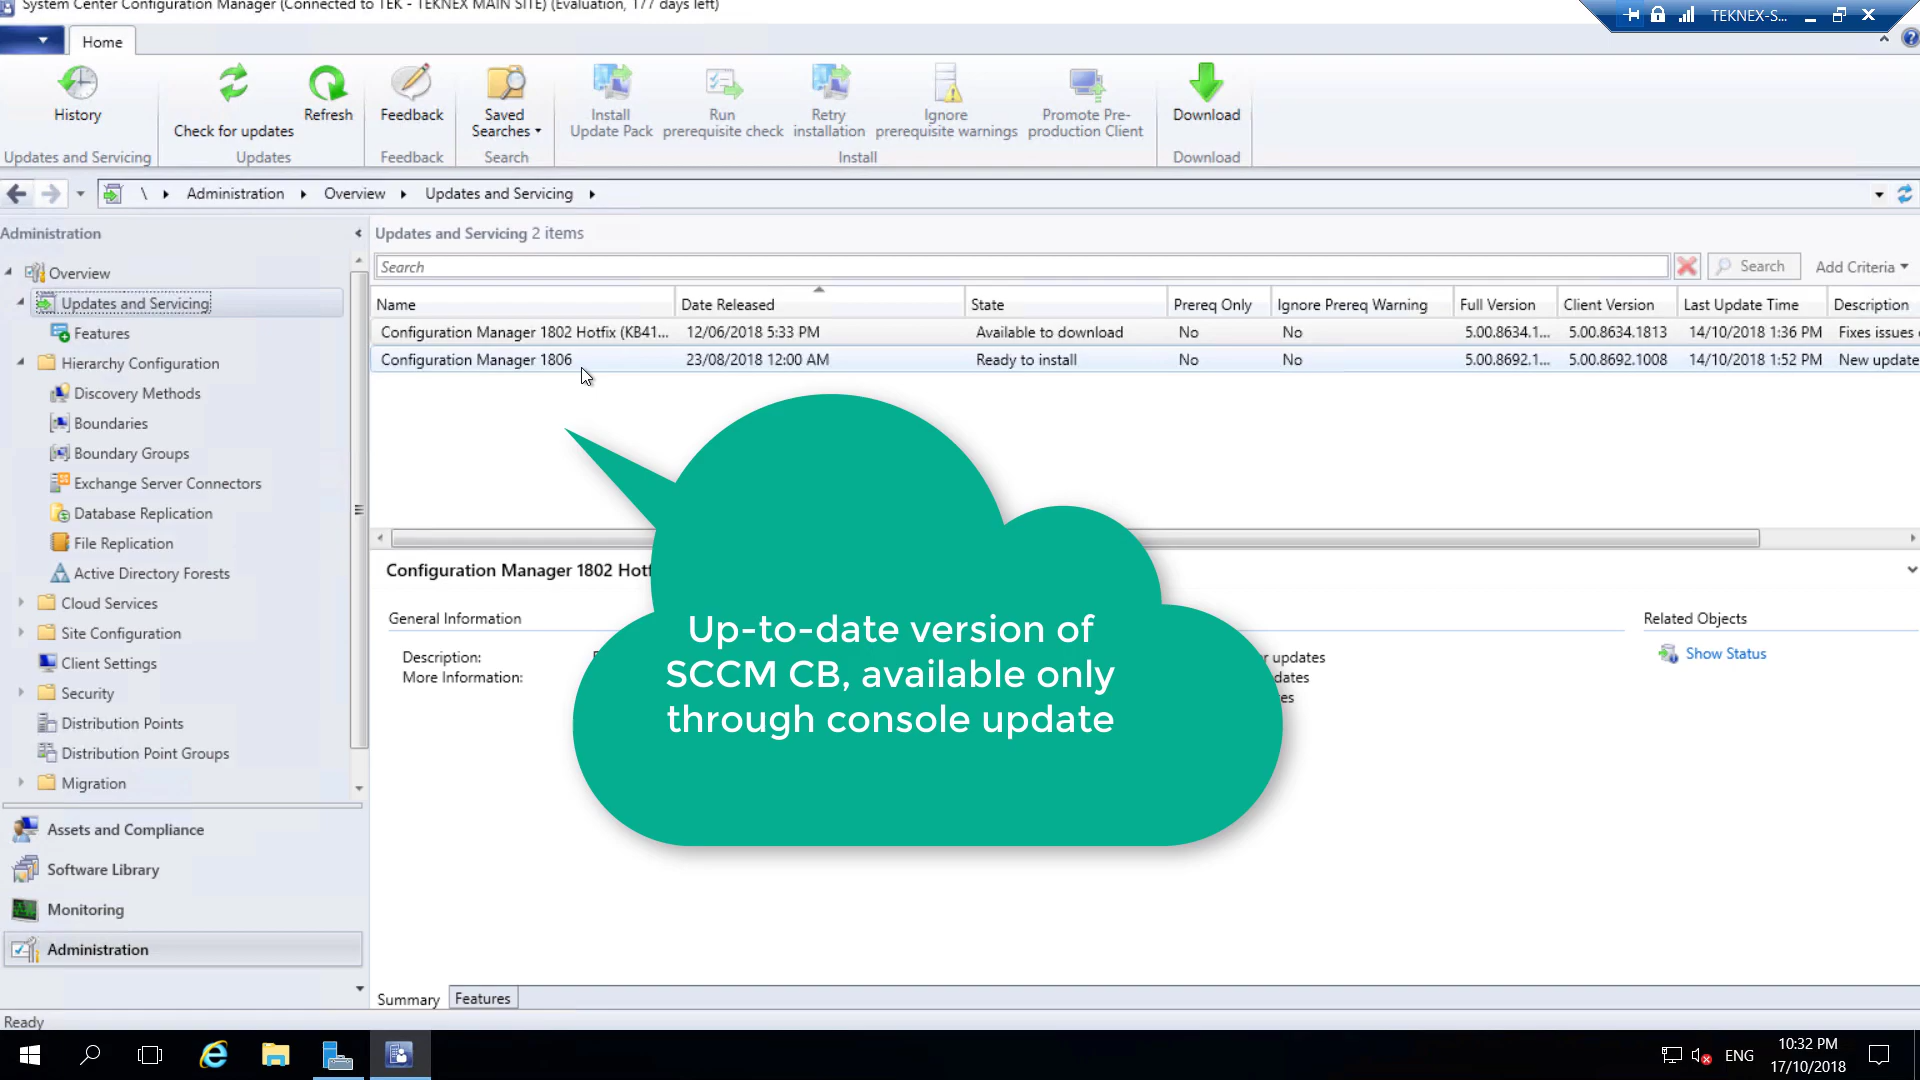 System Center Configuration Manager (Connected to TEK - TEKNEX MAIN SITE) (Evaluation, 177 days left)
TEKNEX-S...
Home
History
Check for updates
Refresh
Feedback
Saved
Searches
Install
Update Pack
Run
prerequisite check
Retry
installation
Ignore
prerequisite warnings
Promote Pre-
production Client
Download
Updates and Servicing
Updates
Feedback
Search
Install
Download
\ Administration Overview Updates and Servicing
Administration
Updates and Servicing 2 items
Search
Search
Add Criteria
Name Date Released State Prereq Only Ignore Prereq Warning Full Version Client Version Last Update Time Description
Configuration Manager 1802 Hotfix (KB41... 12/06/2018 5:33 PM Available to download No No 5.00.8634.1... 5.00.8634.1813 14/10/2018 1:36 PM Fixes issues
Configuration Manager 1806 23/08/2018 12:00 AM Ready to install No No 5.00.8692.1... 5.00.8692.1008 14/10/2018 1:52 PM New update
Overview
Updates and Servicing
Features
Hierarchy Configuration
Discovery Methods
Boundaries
Boundary Groups
Exchange Server Connectors
Database Replication
File Replication
Active Directory Forests
Cloud Services
Site Configuration
Client Settings
Security
Distribution Points
Distribution Point Groups
Migration
Assets and Compliance
Software Library
Monitoring
Administration
Configuration Manager 1802
General Information
Description:
More Information:
updates
Related Objects
Show Status
Up-to-date version of
SCCM CB, available only
through console update
Summary Features
Ready
ENG
10:32 PM
17/10/2018